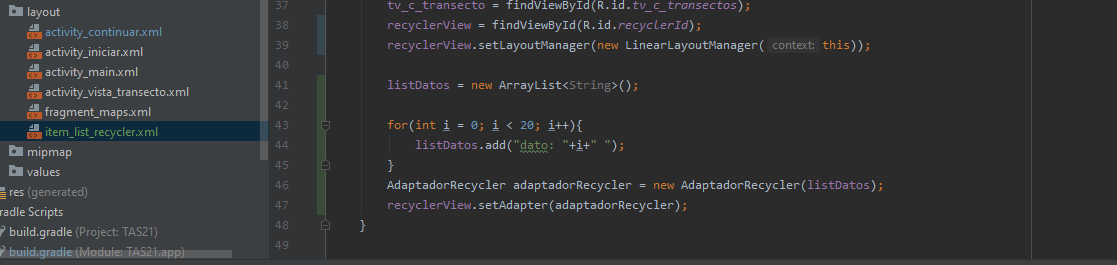 layout
activity_continuar.xml
activity_iniciar.xml
activity_main.xml
activity_vista_transecto.xml
fragment_maps.xml
item_list_recycler.xml
mipmap
values
res (generated)
radle Scripts
build.gradle (Project: TAS21)
build.gradle (Module: TAS21.app)
37 tv_c_transecto = findViewById(R.id.tv_c_transectos);
38 recyclerView = findViewById(R.id.recyclerId);
39 recyclerView.setLayoutManager(new LinearLayoutManager( context: this));
40
41 listDatos = new ArrayList<String>();
42
43 for(int i = 0; i < 20; i++){
44 listDatos.add("dato: "+i+" ");
45 }
46 AdaptadorRecycler adaptadorRecycler = new AdaptadorRecycler(listDatos);
47 recyclerView.setAdapter(adaptadorRecycler);
48 }
49